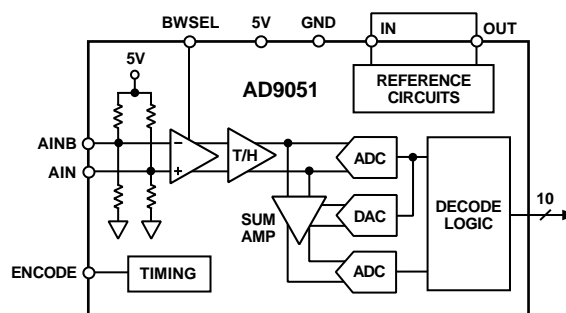 BWSEL 5V GND IN OUT
5V
AD9051
REFERENCE
CIRCUITS
AINB
AIN
−
+
T/H
ADC
SUM
AMP
DAC
ADC
DECODE
LOGIC
10
ENCODE
TIMING